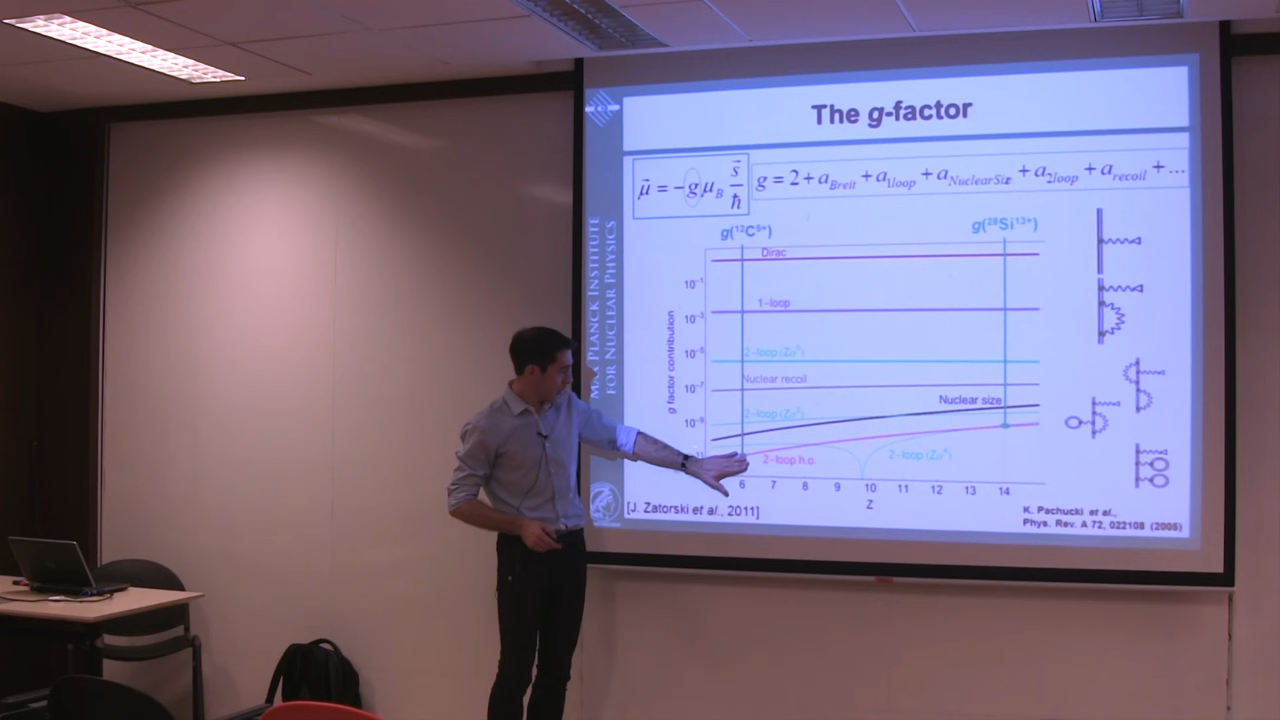 The g-factor
μ⃗ = −gμ_B s⃗/ħ
g = 2 + a_Breit + a_1loop + a_NuclearSize + a_2loop + a_recoil + ...
MAX PLANCK INSTITUTE
FOR NUCLEAR PHYSICS
g(¹²C⁵⁺)
g(²⁸Si¹³⁺)
Dirac
10⁻¹
1-loop
10⁻³
2-loop (Zα⁰)
10⁻⁵
Nuclear recoil
10⁻⁷
Nuclear size
2-loop (Zα²)
10⁻⁹
2-loop h.o.
2-loop (Zα⁴)
g factor contribution
6 7 8 9 10 11 12 13 14
Z
[J. Zatorski et al., 2011]
K. Pachucki et al.,
Phys. Rev. A 72, 022108 (2005)